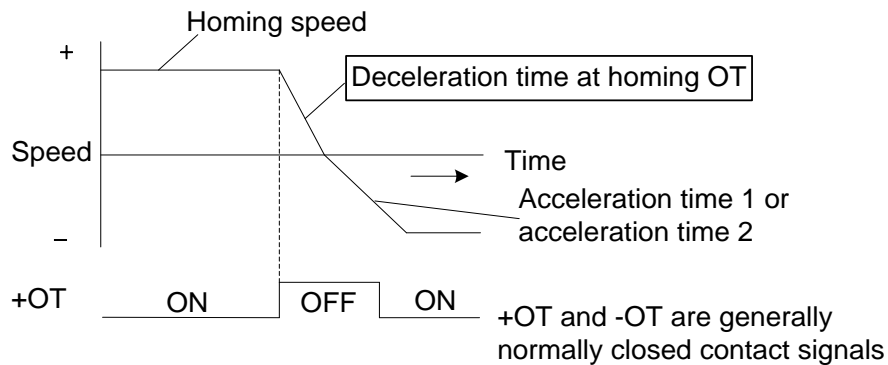 Homing speed
+
Deceleration time at homing OT
Speed
Time
Acceleration time 1 or
acceleration time 2
−
+OT
ON
OFF
ON
+OT and -OT are generally
normally closed contact signals